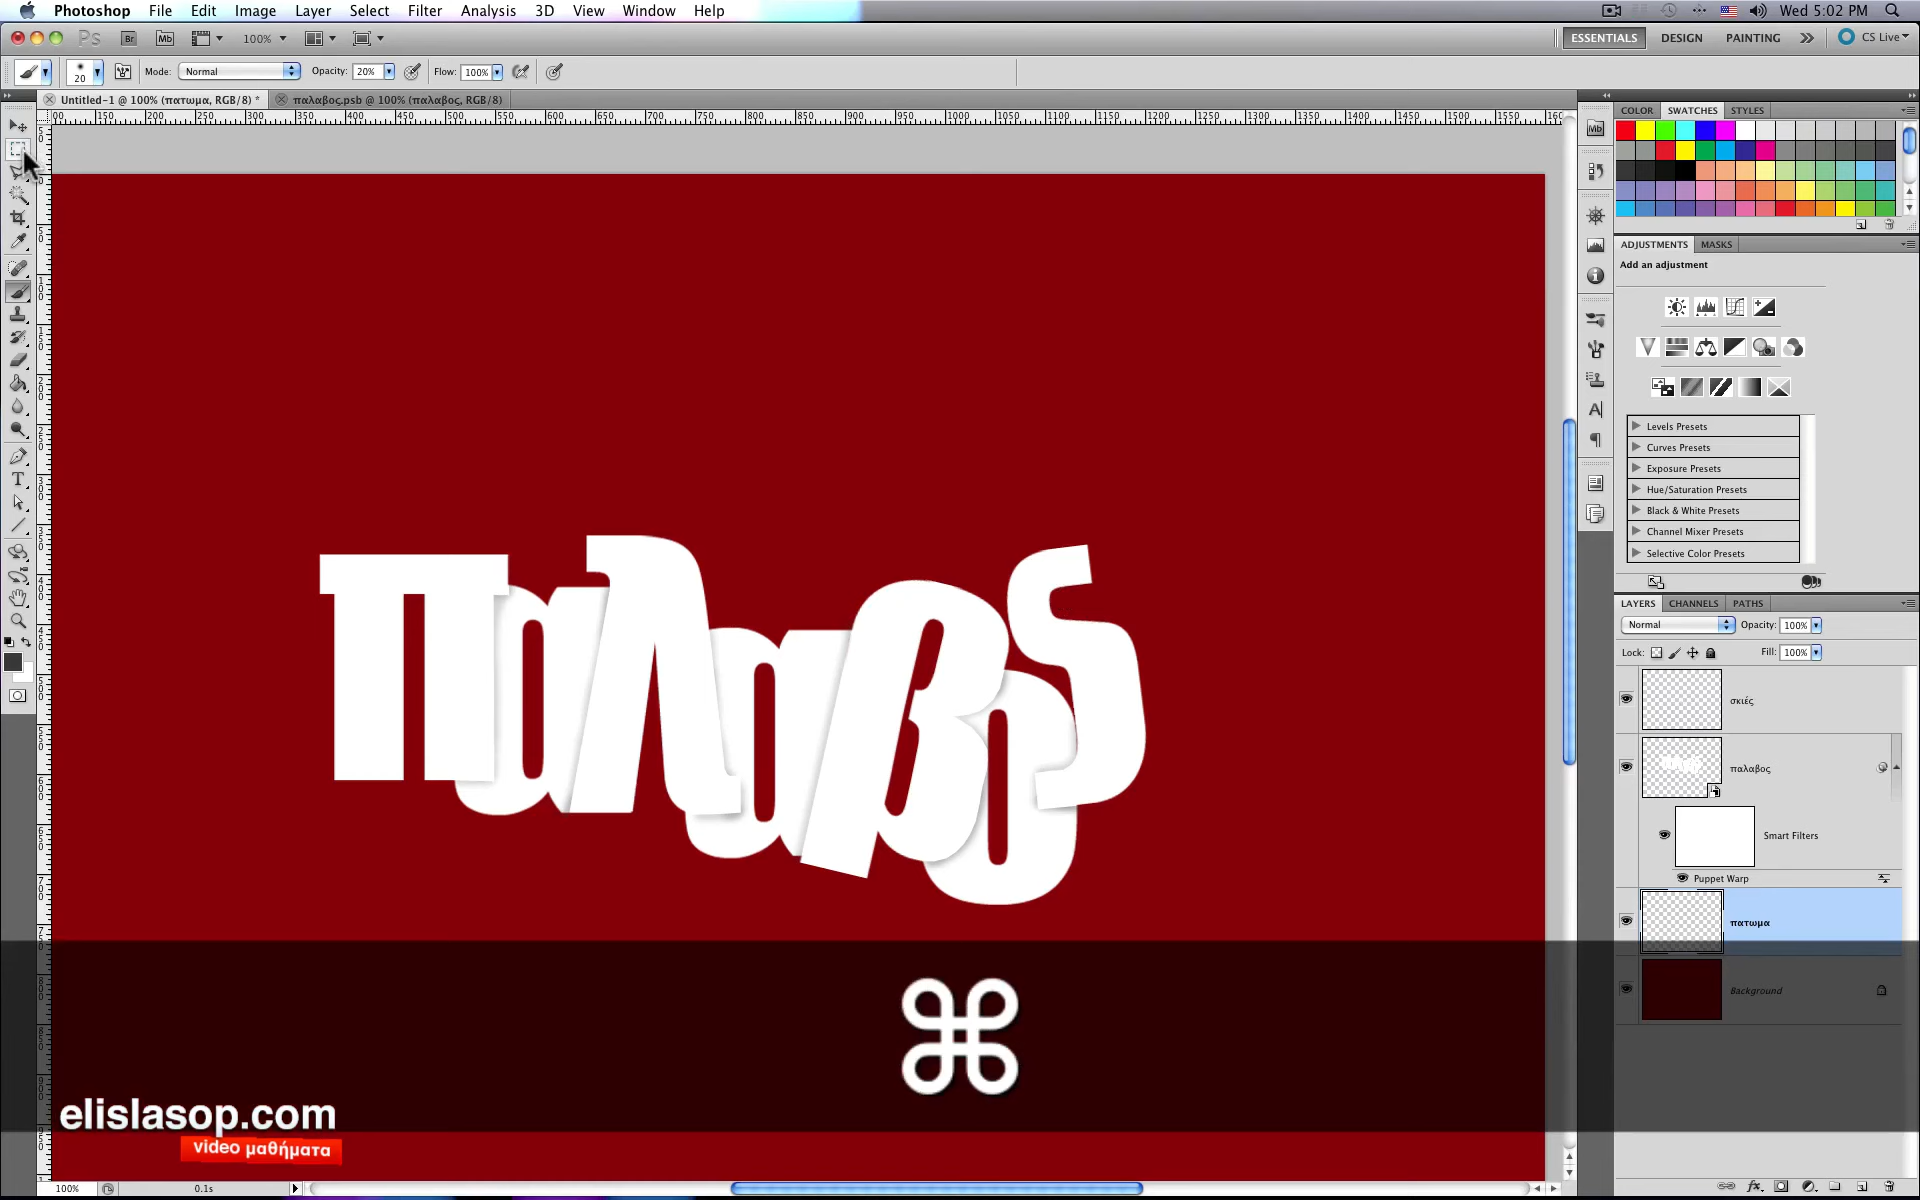 Photoshop File Edit Image Layer Select Filter Analysis 3D View Window Help Wed 5:02 PM
Ps Br Mb 100% ESSENTIALS DESIGN PAINTING CS Live
20 Mode: Normal Opacity: 20% Flow: 100%
Untitled-1 @ 100% (πατωμα, RGB/8) * παλαβος.psb @ 100% (παλαβος, RGB/8)
COLOR SWATCHES STYLES
ADJUSTMENTS MASKS
Add an adjustment
Levels Presets
Curves Presets
Exposure Presets
Hue/Saturation Presets
Black & White Presets
Channel Mixer Presets
Selective Color Presets
LAYERS CHANNELS PATHS
Normal Opacity: 100%
Lock: Fill: 100%
σκιές
παλαβος
Smart Filters
Puppet Warp
πατωμα
Background
παλαβος
⌘
elislasop.com
video μαθήματα
100% 0.1s